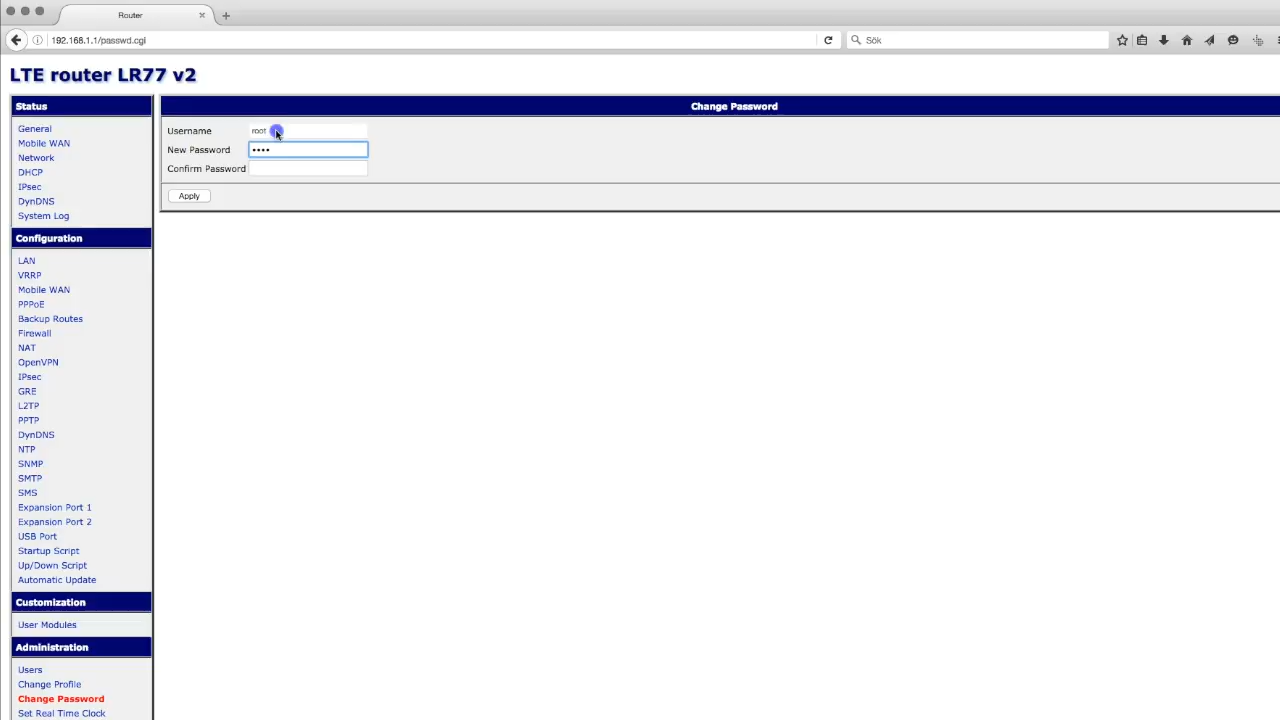 Router
192.168.1.1/passwd.cgi
Sök
LTE router LR77 v2
Status
General
Mobile WAN
Network
DHCP
IPsec
DynDNS
System Log
Configuration
LAN
VRRP
Mobile WAN
PPPoE
Backup Routes
Firewall
NAT
OpenVPN
IPsec
GRE
L2TP
PPTP
DynDNS
NTP
SNMP
SMTP
SMS
Expansion Port 1
Expansion Port 2
USB Port
Startup Script
Up/Down Script
Automatic Update
Customization
User Modules
Administration
Users
Change Profile
Change Password
Set Real Time Clock
Change Password
Username root
New Password ••••
Confirm Password
Apply